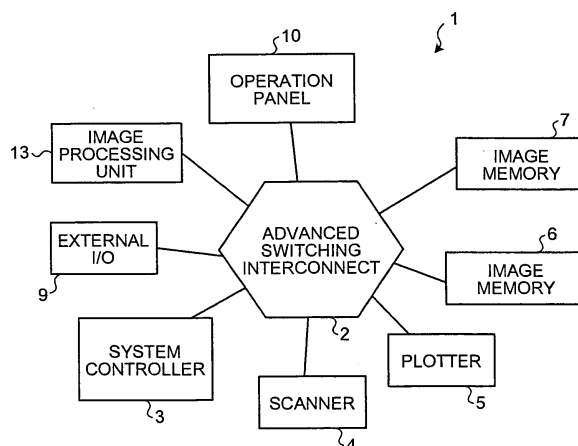 1
10
OPERATION
PANEL
7
IMAGE
MEMORY
13
IMAGE
PROCESSING
UNIT
ADVANCED
SWITCHING
INTERCONNECT
2
6
IMAGE
MEMORY
EXTERNAL
I/O
9
SYSTEM
CONTROLLER
3
SCANNER
4
PLOTTER
5